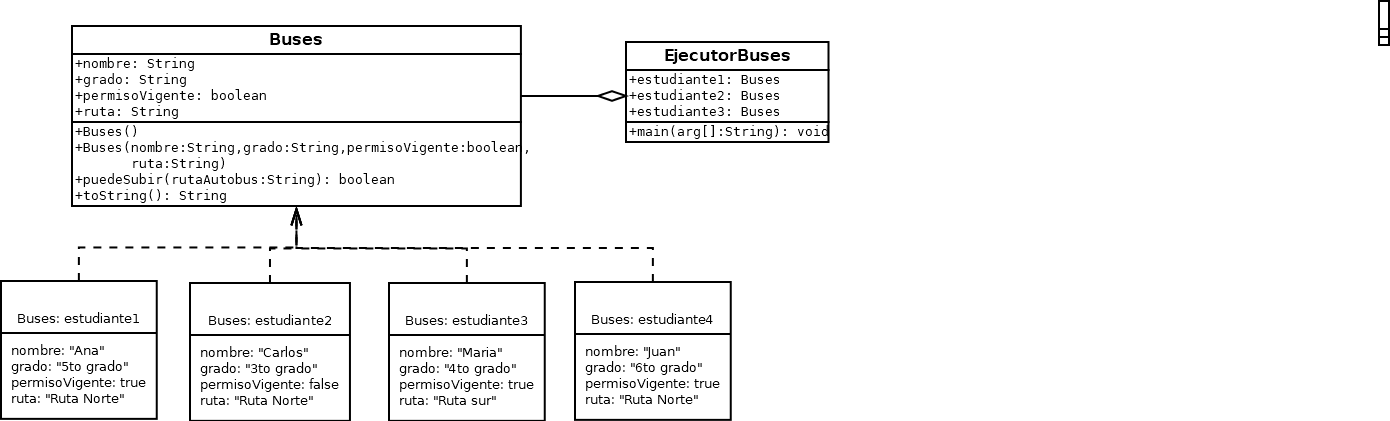 Buses
+nombre: String
+grado: String
+permisoVigente: boolean
+ruta: String
+Buses()
+Buses(nombre:String,grado:String,permisoVigente:boolean,
ruta:String)
+puedeSubir(rutaAutobus:String): boolean
+toString(): String
EjecutorBuses
+estudiante1: Buses
+estudiante2: Buses
+estudiante3: Buses
+main(arg[]:String): void
Buses: estudiante1
nombre: "Ana"
grado: "5to grado"
permisoVigente: true
ruta: "Ruta Norte"
Buses: estudiante2
nombre: "Carlos"
grado: "3to grado"
permisoVigente: false
ruta: "Ruta Norte"
Buses: estudiante3
nombre: "Maria"
grado: "4to grado"
permisoVigente: true
ruta: "Ruta sur"
Buses: estudiante4
nombre: "Juan"
grado: "6to grado"
permisoVigente: true
ruta: "Ruta Norte"